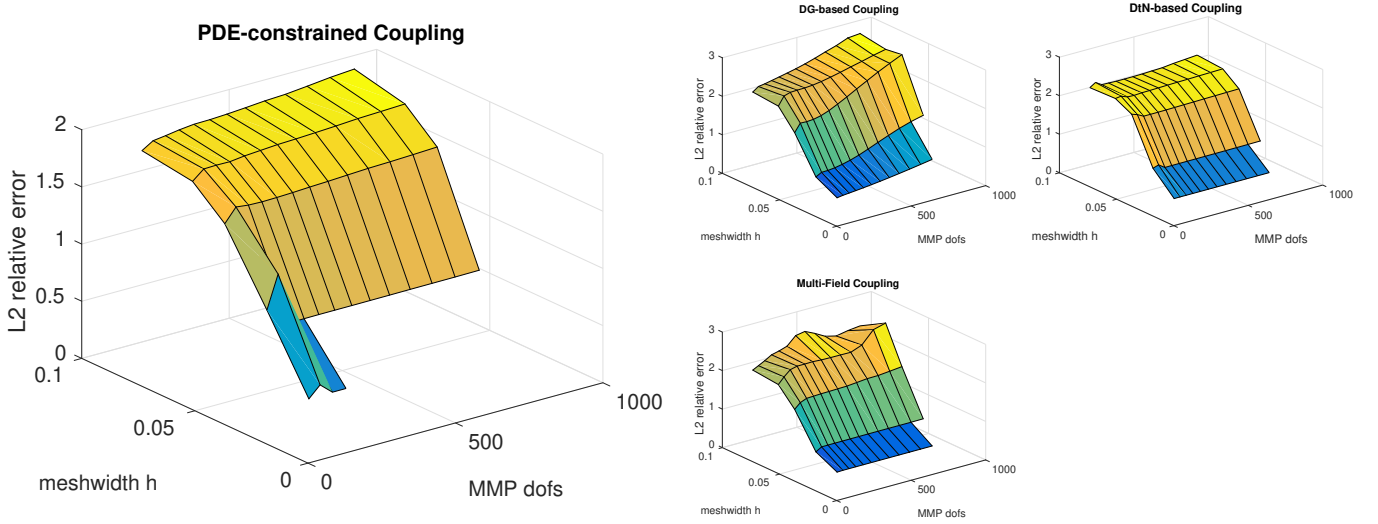 PDE-constrained Coupling
L2 relative error
2
1.5
1
0.5
0
0.1
0.05
0
meshwidth h
0
500
1000
MMP dofs
DG-based Coupling
L2 relative error
3
2
1
0
0.1
0.05
0
meshwidth h
0
500
1000
MMP dofs
DtN-based Coupling
L2 relative error
3
2
1
0
0.1
0.05
0
meshwidth h
0
500
1000
MMP dofs
Multi-Field Coupling
L2 relative error
3
2
1
0
0.1
0.05
0
meshwidth h
0
500
1000
MMP dofs